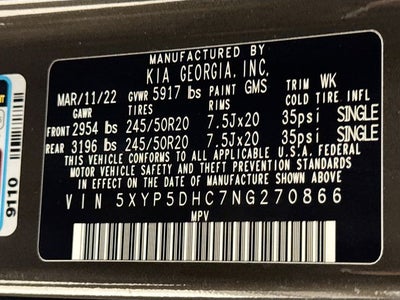 MANUFACTURED BY
KIA GEORGIA, INC.
MAR/11/22 GVWR 5917 lbs PAINT GMS TRIM WK
GAWR TIRES RIMS COLD TIRE INFL
FRONT 2954 lbs 245/50R20 7.5Jx20 35psi SINGLE
REAR 3196 lbs 245/50R20 7.5Jx20 35psi SINGLE
THIS VEHICLE CONFORMS TO ALL APPLICABLE U.S.A. FEDERAL
MOTOR VEHICLE SAFETY AND THEFT PREVENTION STANDARDS
IN EFFECT ON THE DATE OF MANUFACTURE SHOWN ABOVE
VIN 5XYP5DHC7NG270866
MPV
9110